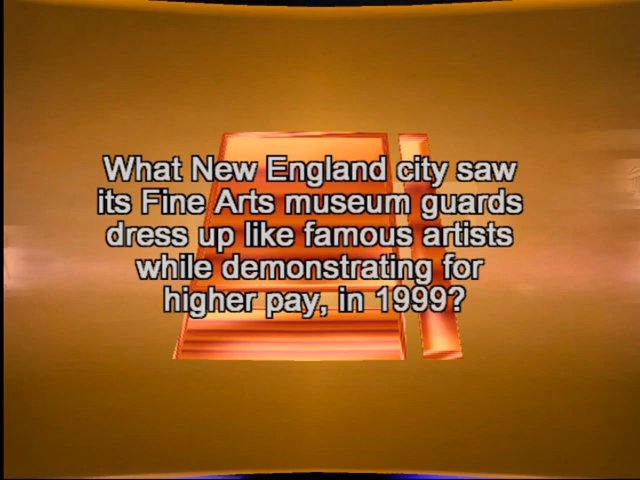 What New England city saw
its Fine Arts museum guards
dress up like famous artists
while demonstrating for
higher pay, in 1999?